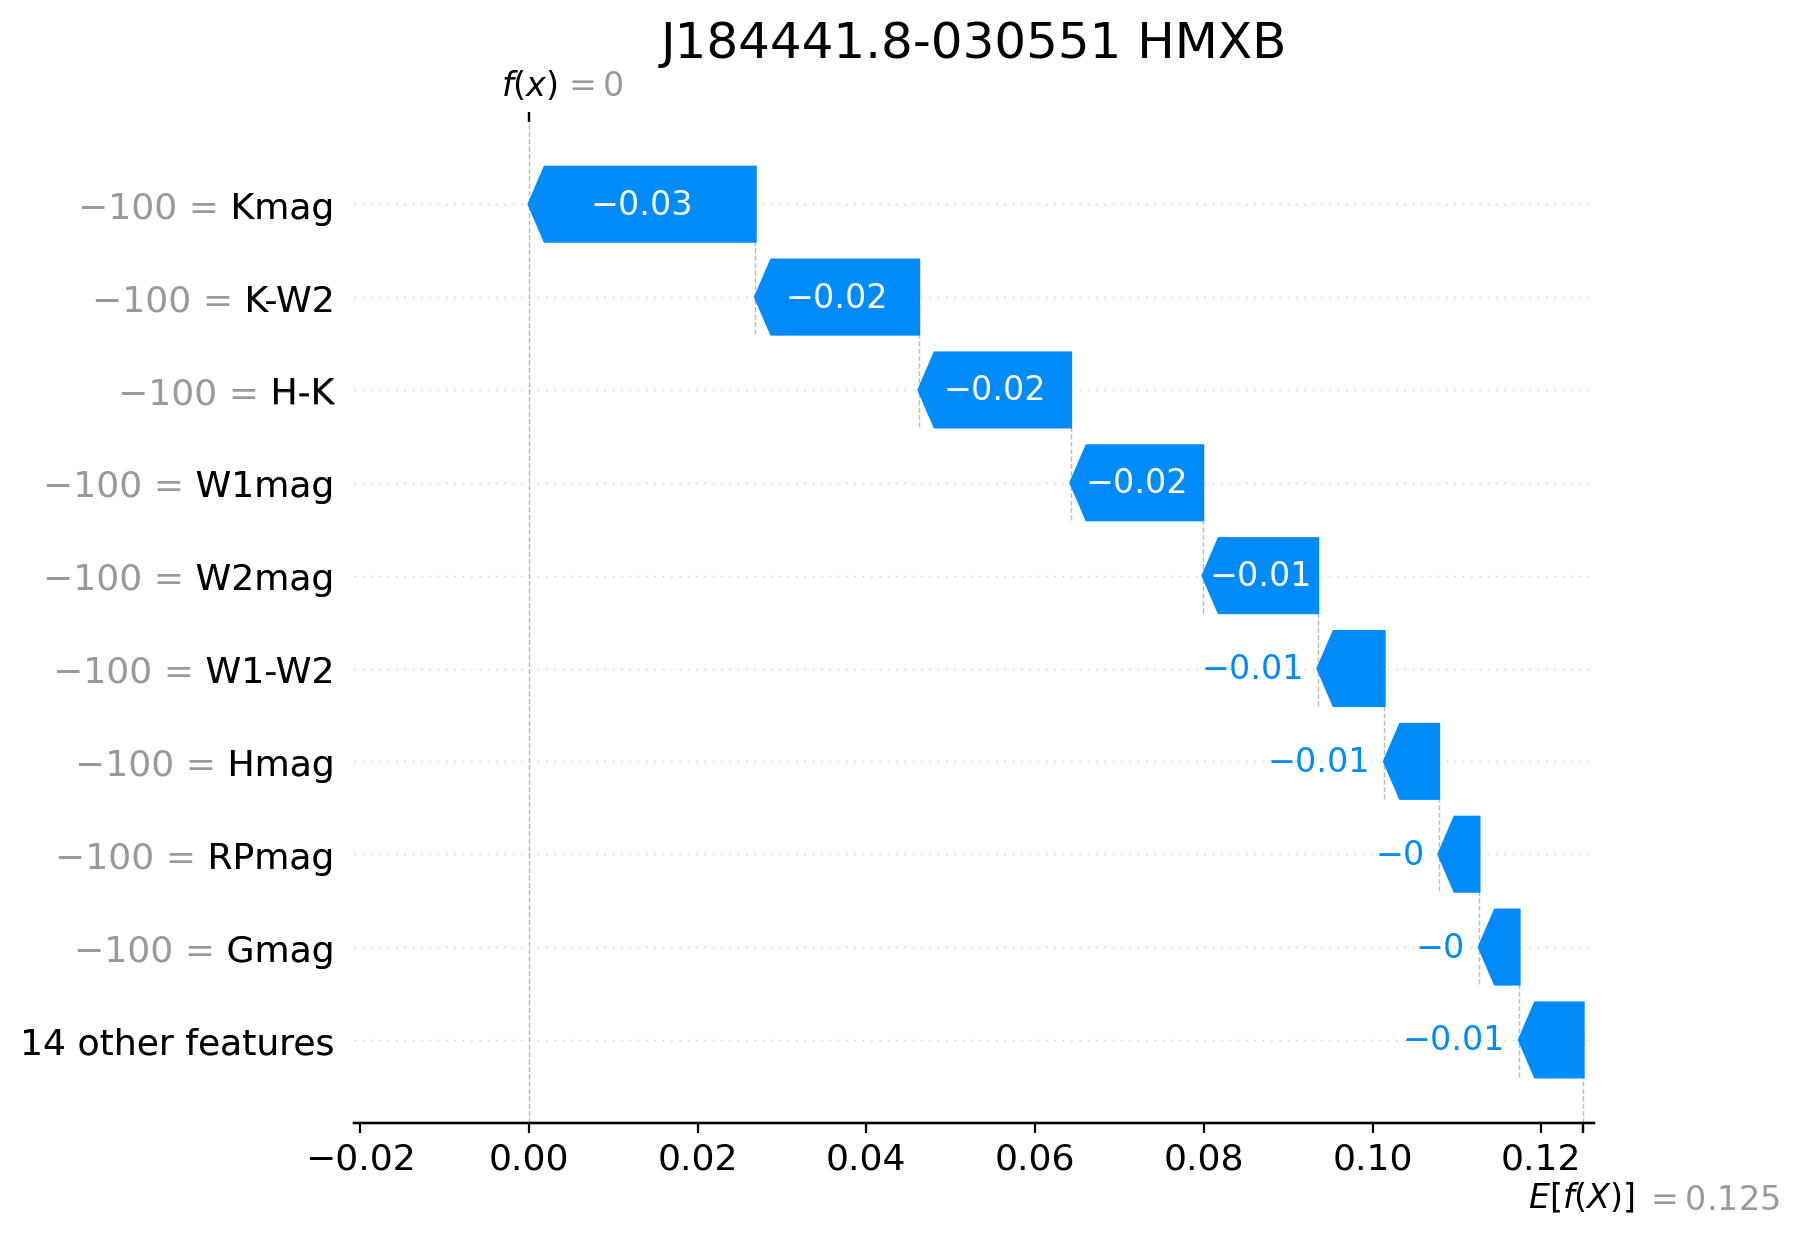 J184441.8-030551 HMXB
f(x) = 0
−100 = Kmag −0.03
−100 = K-W2 −0.02
−100 = H-K −0.02
−100 = W1mag −0.02
−100 = W2mag −0.01
−100 = W1-W2 −0.01
−100 = Hmag −0.01
−100 = RPmag −0
−100 = Gmag −0
14 other features −0.01
−0.02 0.00 0.02 0.04 0.06 0.08 0.10 0.12
E[f(X)] = 0.125